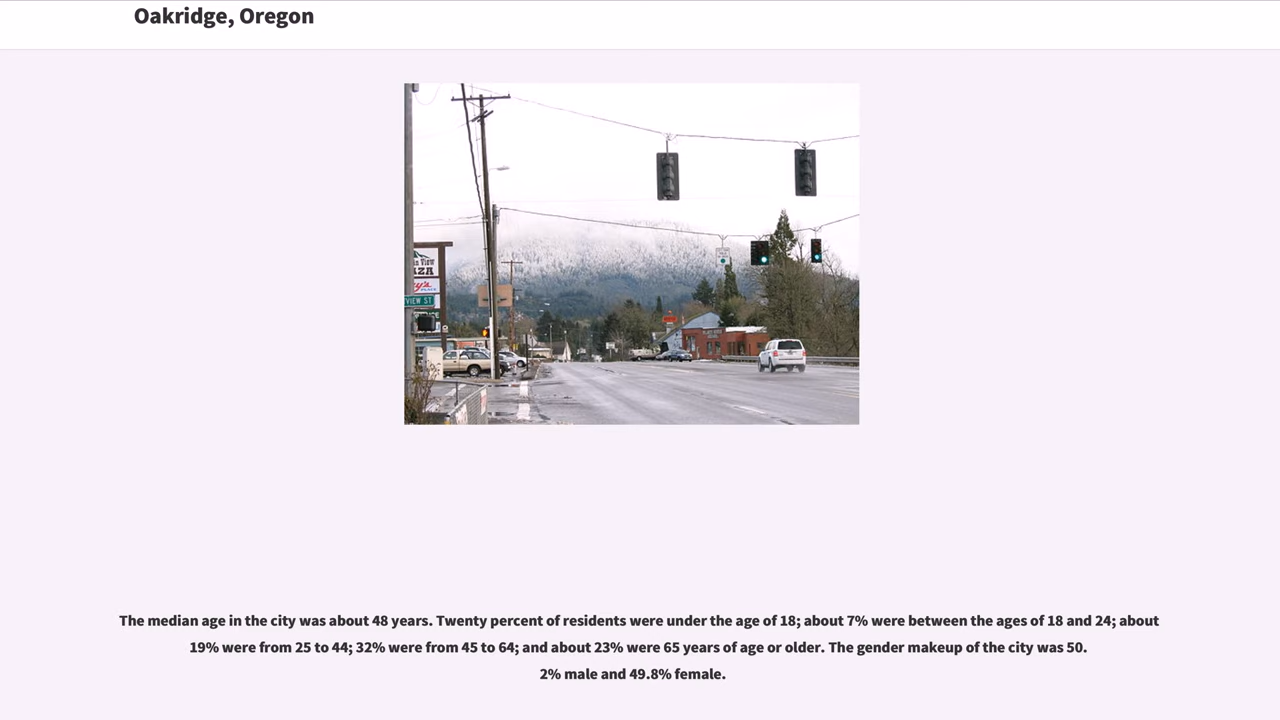 Oakridge, Oregon
VIEW ST
The median age in the city was about 48 years. Twenty percent of residents were under the age of 18; about 7% were between the ages of 18 and 24; about
19% were from 25 to 44; 32% were from 45 to 64; and about 23% were 65 years of age or older. The gender makeup of the city was 50.
2% male and 49.8% female.